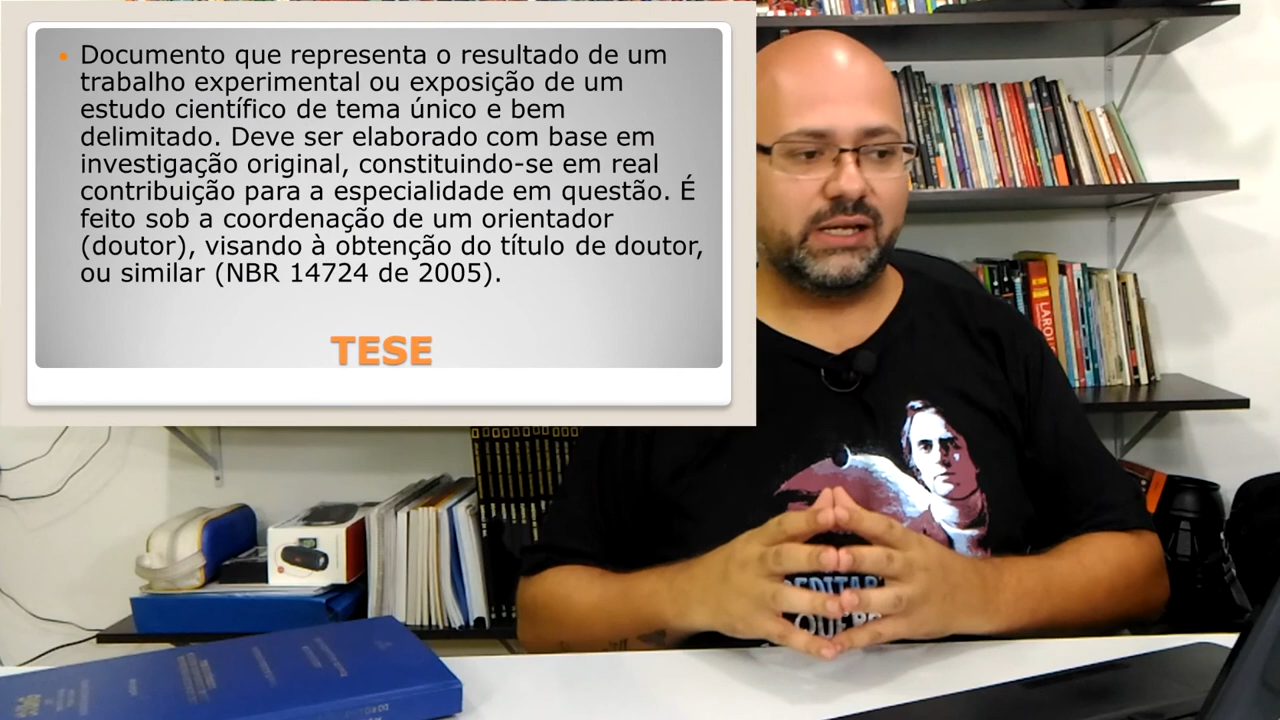 Documento que representa o resultado de um
trabalho experimental ou exposição de um
estudo científico de tema único e bem
delimitado. Deve ser elaborado com base em
investigação original, constituindo-se em real
contribuição para a especialidade em questão. É
feito sob a coordenação de um orientador
(doutor), visando à obtenção do título de doutor,
ou similar (NBR 14724 de 2005).
TESE
LAROUS